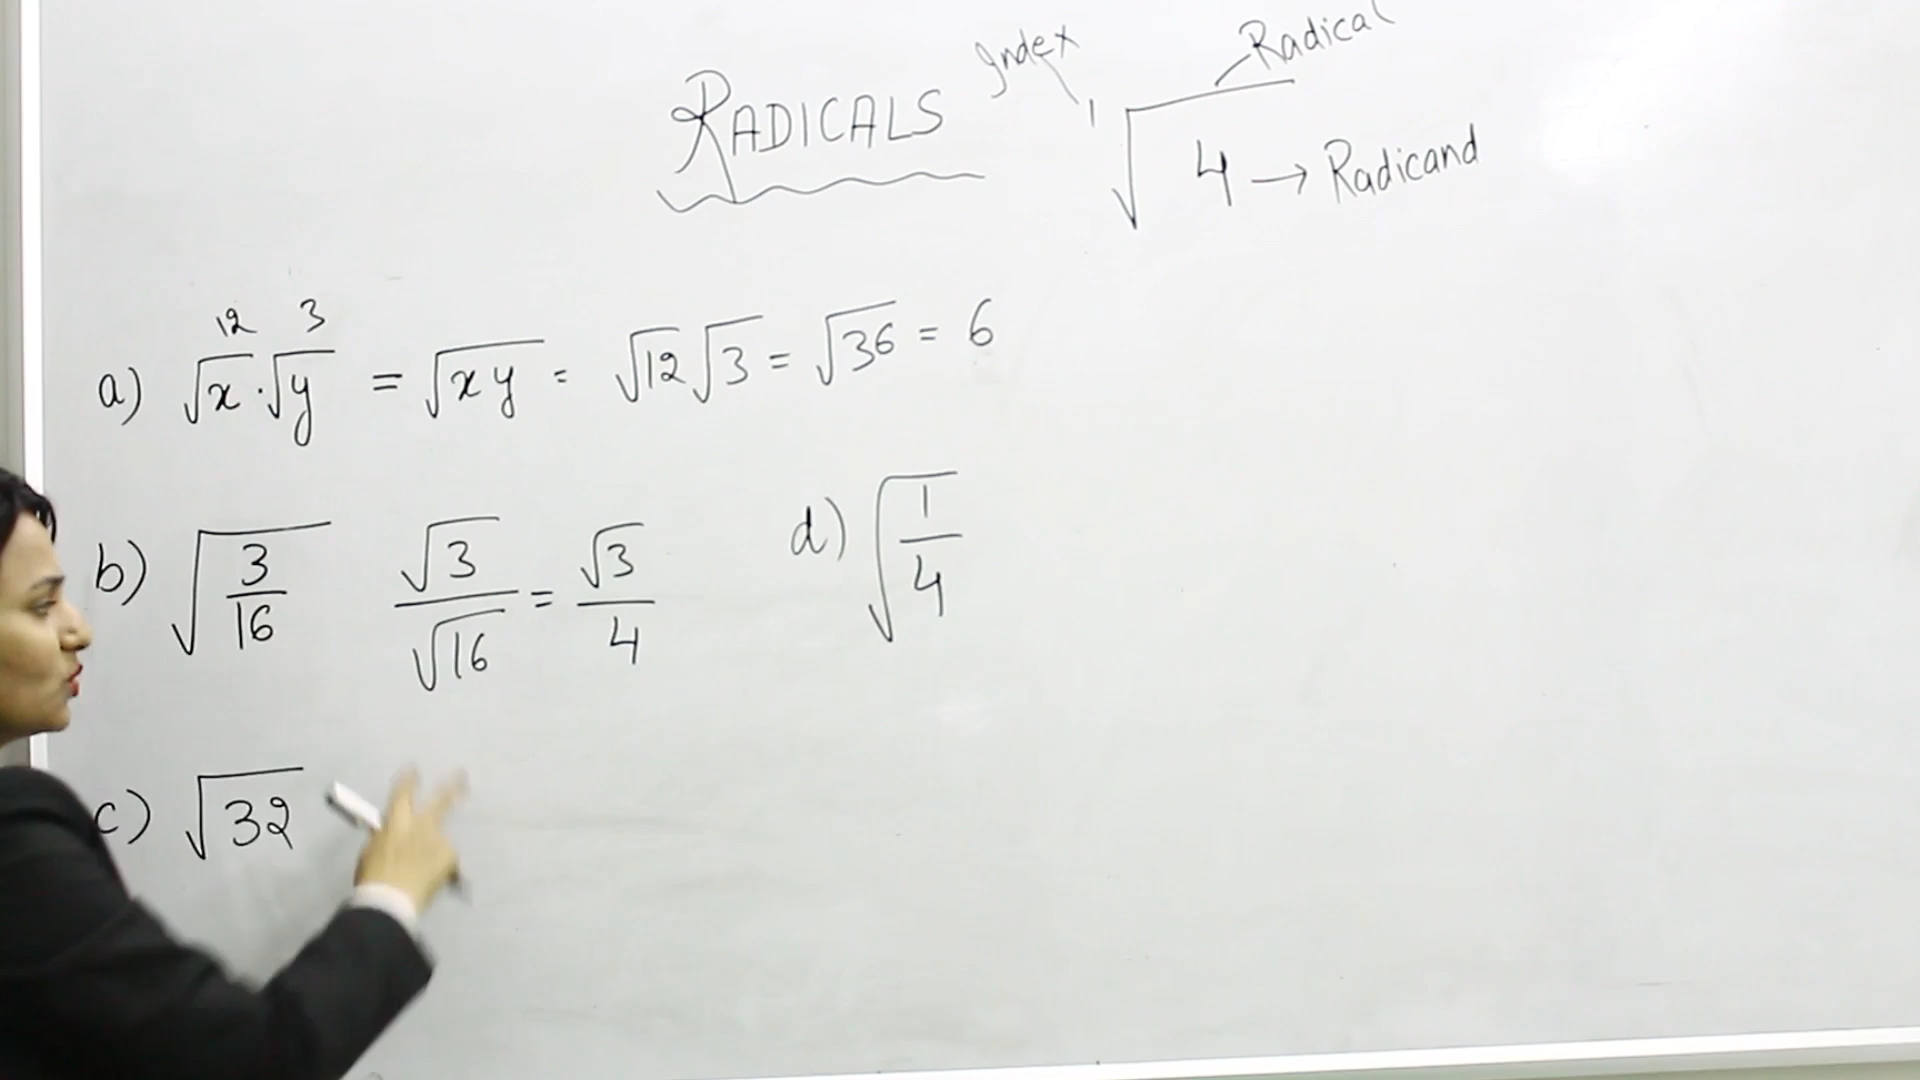 RADICALS
Index
Radical
¹√4 → Radicand
12 3
a) √x · √y = √xy = √12 √3 = √36 = 6
b) √(3/16) √3/√16 = √3/4
d) √(1/4)
c) √32